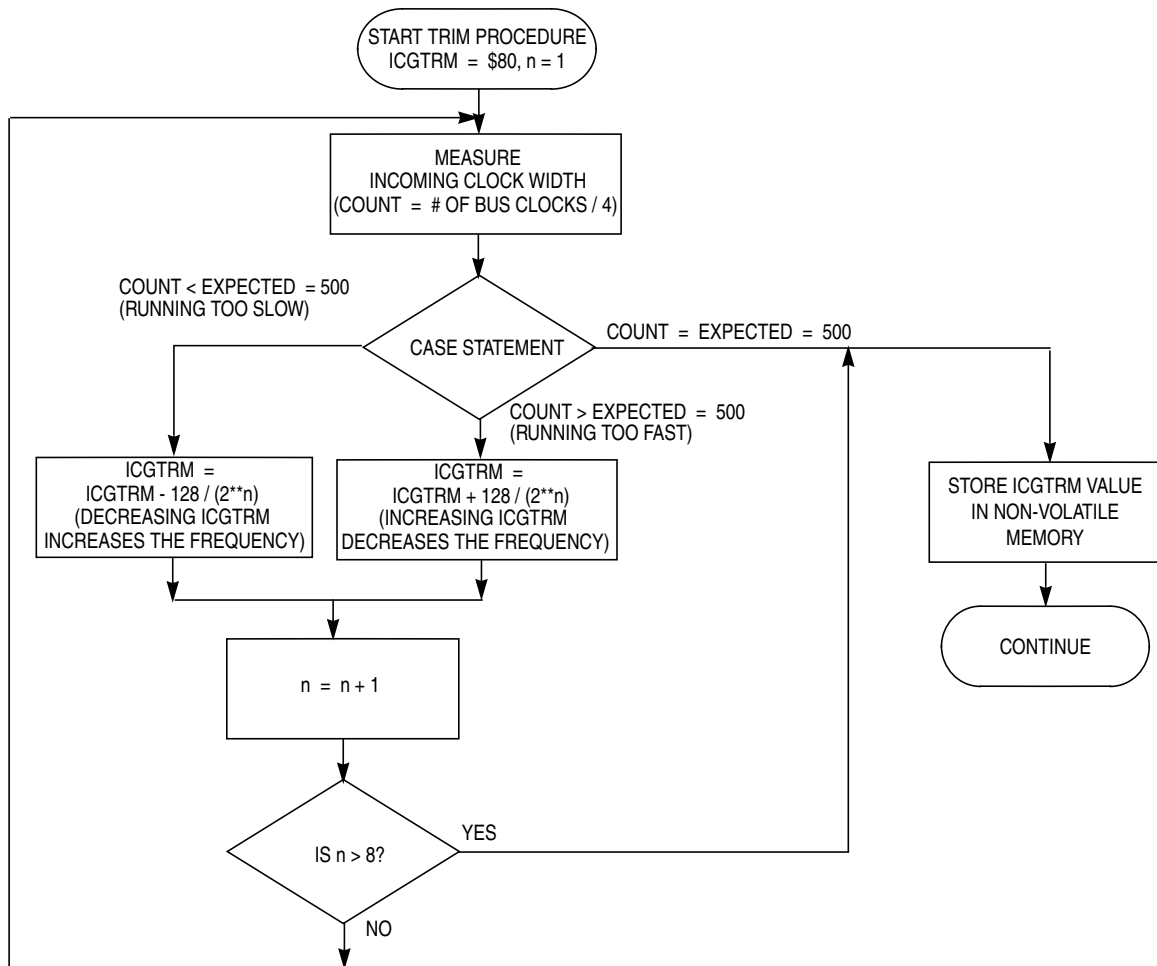 START TRIM PROCEDURE
ICGTRM = $80, n = 1
MEASURE
INCOMING CLOCK WIDTH
(COUNT = # OF BUS CLOCKS / 4)
COUNT < EXPECTED = 500
(RUNNING TOO SLOW)
CASE STATEMENT
COUNT = EXPECTED = 500
COUNT > EXPECTED = 500
(RUNNING TOO FAST)
ICGTRM =
ICGTRM - 128 / (2**n)
(DECREASING ICGTRM
INCREASES THE FREQUENCY)
ICGTRM =
ICGTRM + 128 / (2**n)
(INCREASING ICGTRM
DECREASES THE FREQUENCY)
STORE ICGTRM VALUE
IN NON-VOLATILE
MEMORY
CONTINUE
n = n + 1
IS n > 8?
YES
NO